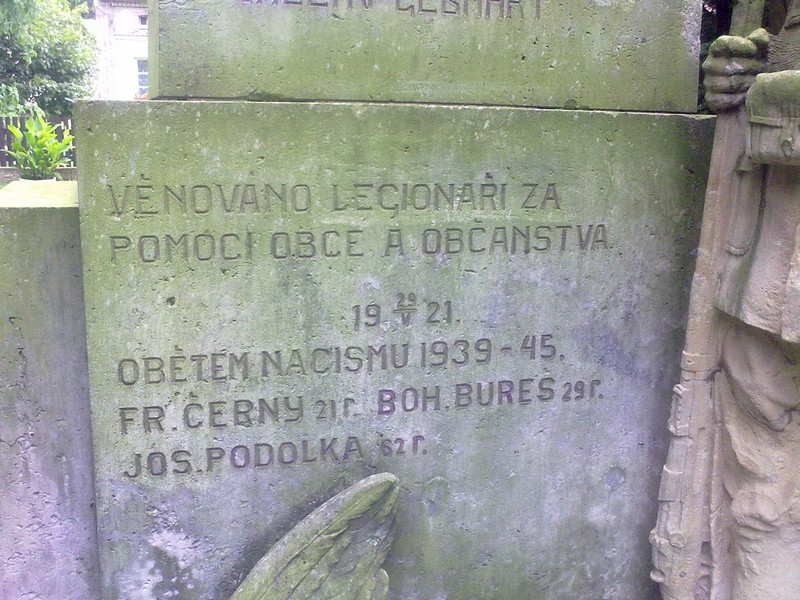 GEBHART
VĚNOVÁNO LEGIONÁŘI ZA
POMOCI OBCE A OBČANSTVA.
19 29/V 21.
OBĚTEM NACISMU 1939-45.
FR. ČERNÝ 21 r. BOH. BUREŠ 29 r.
JOS. PODOLKA 62 r.